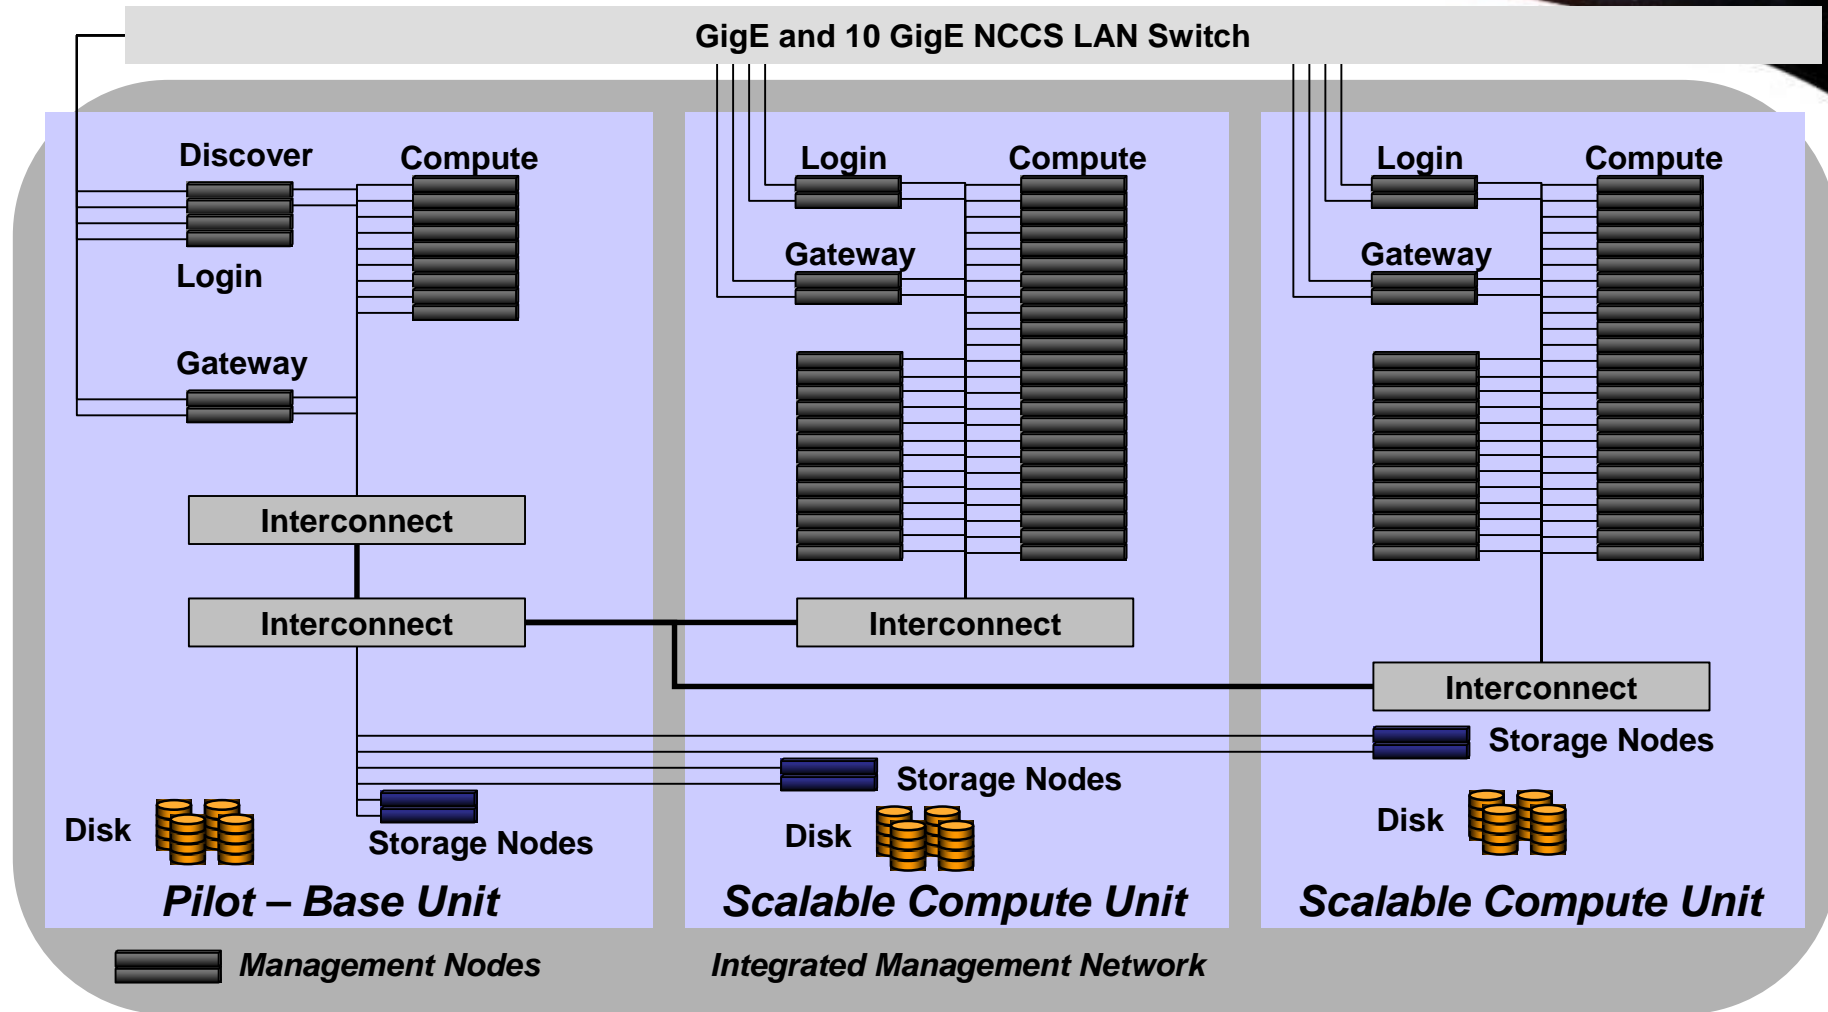 GigE and 10 GigE NCCS LAN Switch
Discover
Compute
Login
Gateway
Interconnect
Interconnect
Disk
Storage Nodes
Pilot – Base Unit
Login
Compute
Gateway
Interconnect
Storage Nodes
Disk
Scalable Compute Unit
Login
Compute
Gateway
Interconnect
Storage Nodes
Disk
Scalable Compute Unit
Management Nodes
Integrated Management Network